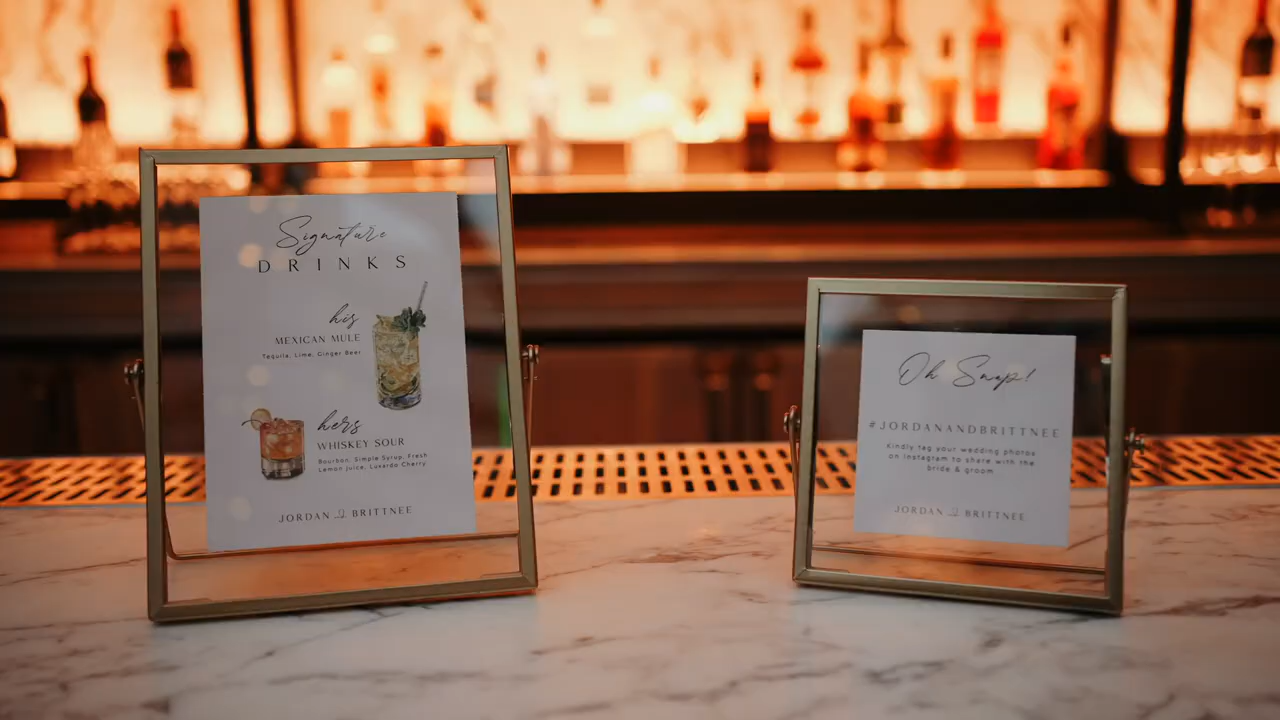 Signature
DRINKS
his
MEXICAN MULE
Tequila, Lime, Ginger Beer
hers
WHISKEY SOUR
Bourbon, Simple Syrup, Fresh
Lemon Juice, Luxardo Cherry
JORDAN & BRITTNEE
Oh Snap!
#JORDANANDBRITTNEE
Kindly tag your wedding photos
on Instagtam to share with the
bride & groom
JORDAN & BRITTNEE